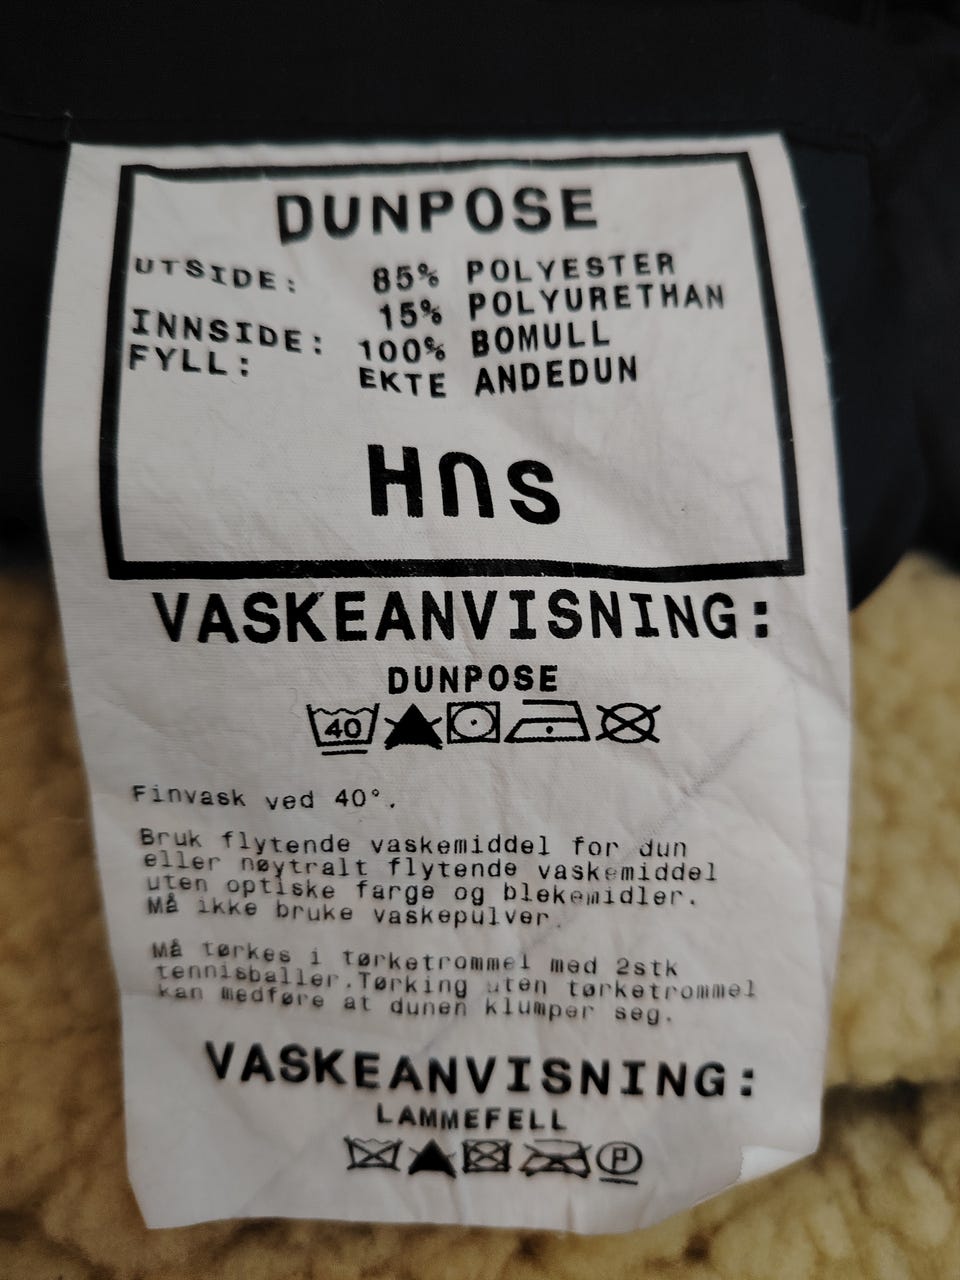 DUNPOSE
UTSIDE: 85% POLYESTER
15% POLYURETHAN
INNSIDE: 100% BOMULL
FYLL: EKTE ANDEDUN
Hns
VASKEANVISNING:
DUNPOSE
40
Finvask ved 40°.
Bruk flytende vaskemiddel for dun
eller nøytralt flytende vaskemiddel
uten optiske farge og blekemidler.
Må ikke bruke vaskepulver.
Må tørkes i tørketrommel med 2stk
tennisballer.Tørking uten tørketrommel
kan medføre at dunen klumper seg.
VASKEANVISNING:
LAMMEFELL
P